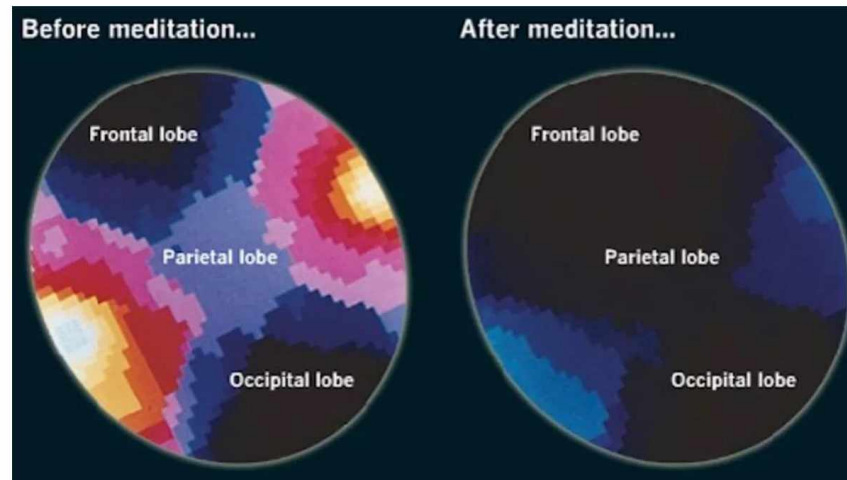 Before meditation...
Frontal lobe
Parietal lobe
Occipital lobe
After meditation...
Frontal lobe
Parietal lobe
Occipital lobe